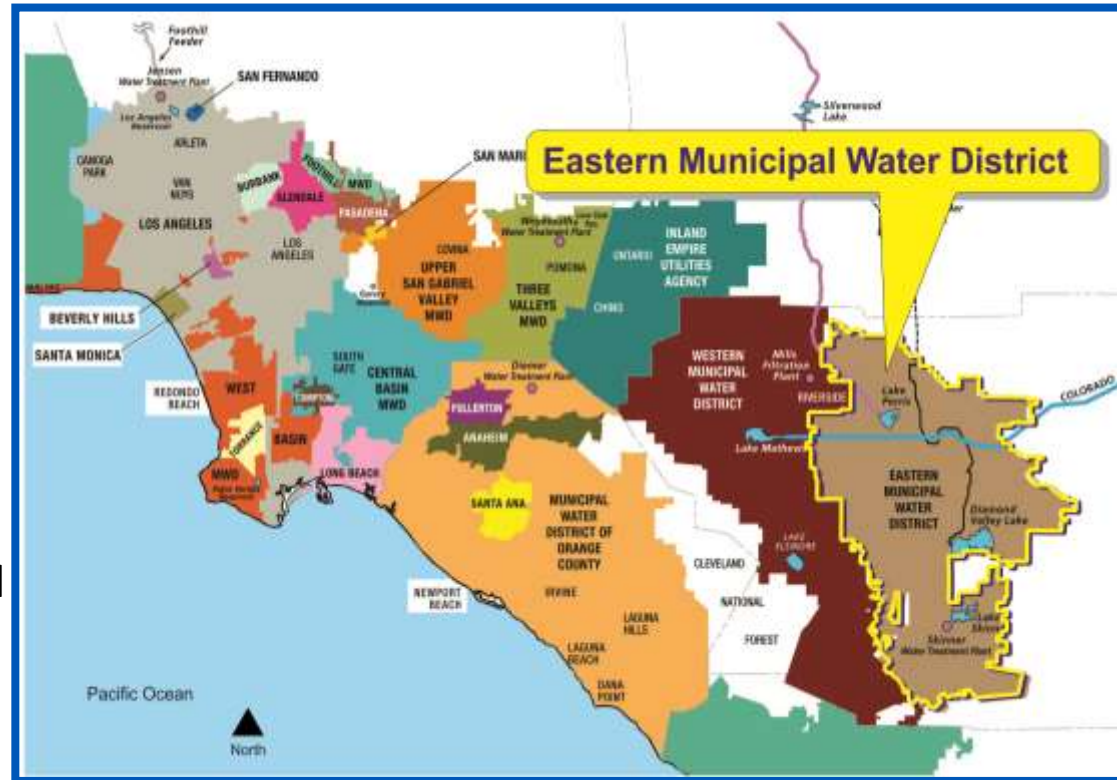 Foothill
Feeder
Jensen
Water Treatment Plant
SAN FERNANDO
Los Angeles
Reservoir
Silverwood
Lake
ARLETA
CANOGA
PARK
VAN
NUYS
BURBANK
FOOTHILL
MWD
GLENDALE
SAN MARI
Eastern Municipal Water District
PASADENA
LOS ANGELES
LOS
ANGELES
COVINA
UPPER
SAN GABRIEL
VALLEY
MWD
Water Treatment Plant
POMONA
THREE
VALLEYS
MWD
ONTARIO
INLAND
EMPIRE
UTILITIES
AGENCY
CHINO
BEVERLY HILLS
SANTA MONICA
SOUTH
GATE
CENTRAL
BASIN
MWD
Diemer
Water Treatment Plant
WESTERN
MUNICIPAL
WATER
DISTRICT
Mills
Filtration
Plant
RIVERSIDE
Lake
Perris
COLORADO
REDONDO
BEACH
WEST
BASIN
COMPTON
TORRANCE
MWD
LONG BEACH
FULLERTON
ANAHEIM
Lake Mathews
SANTA ANA
MUNICIPAL
WATER
DISTRICT OF
ORANGE
COUNTY
EASTERN
MUNICIPAL
WATER
DISTRICT
Diamond
Valley Lake
LAKE
ELSINORE
CLEVELAND
NATIONAL
FOREST
NEWPORT
BEACH
IRVINE
LAGUNA
HILLS
LAGUNA
BEACH
DANA
POINT
Lake
Skinner
Skinner
Water Treatment Plant
Pacific Ocean
North